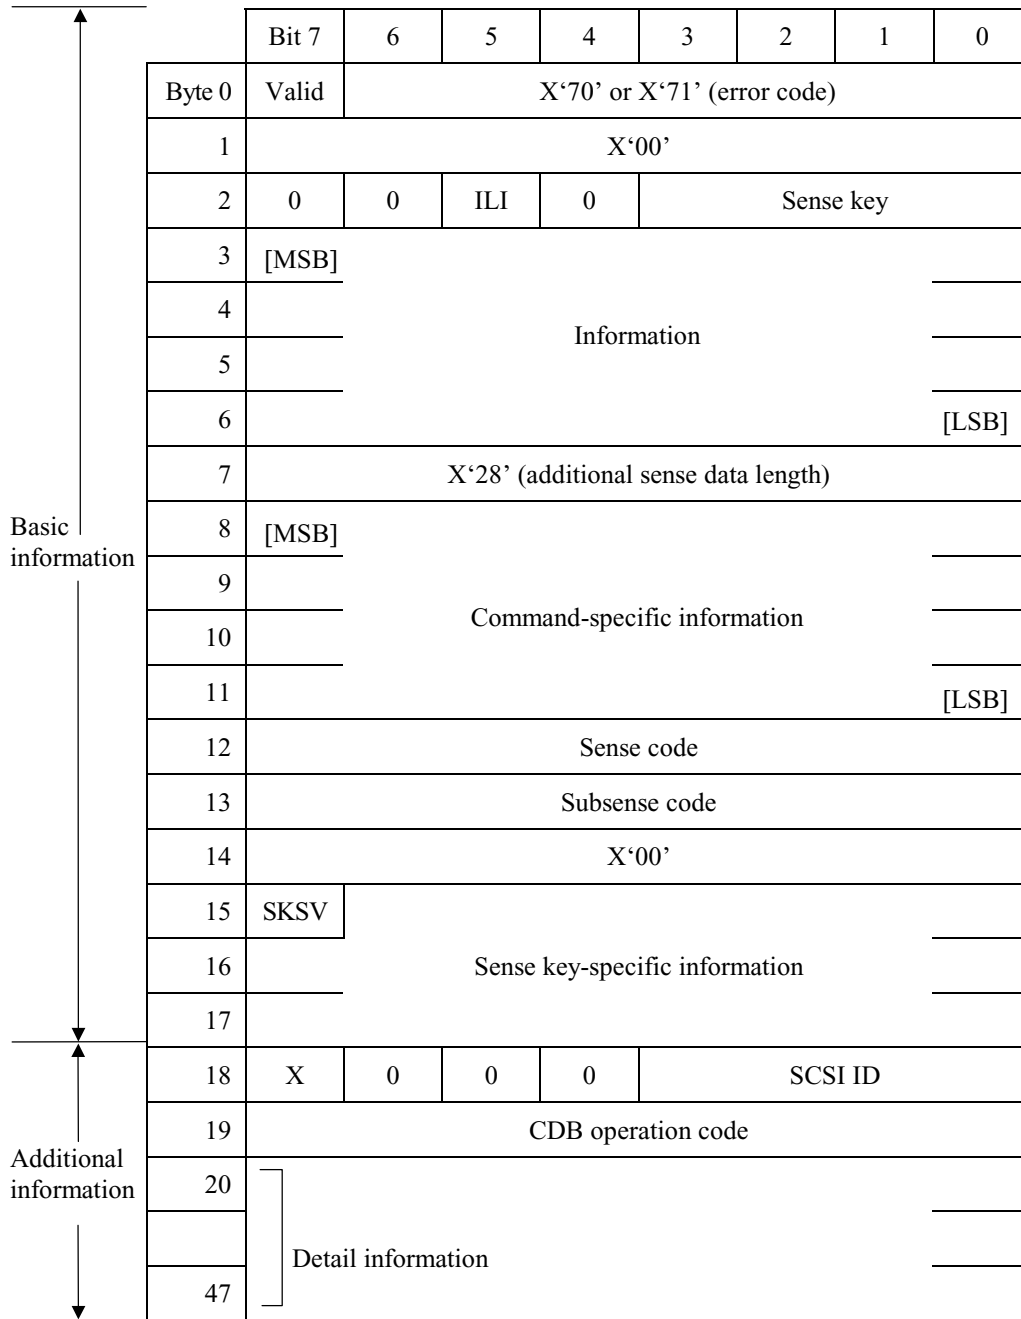 Bit 7 6 5 4 3 2 1 0
Byte 0 Valid X‘70’ or X‘71’ (error code)
1 X‘00’
2 0 0 ILI 0 Sense key
3 [MSB]
4
Information
5
6 [LSB]
7 X‘28’ (additional sense data length)
Basic
information
8 [MSB]
9
Command-specific information
10
11 [LSB]
12 Sense code
13 Subsense code
14 X‘00’
15 SKSV
16 Sense key-specific information
17
18 X 0 0 0 SCSI ID
19 CDB operation code
Additional
information
20
Detail information
47